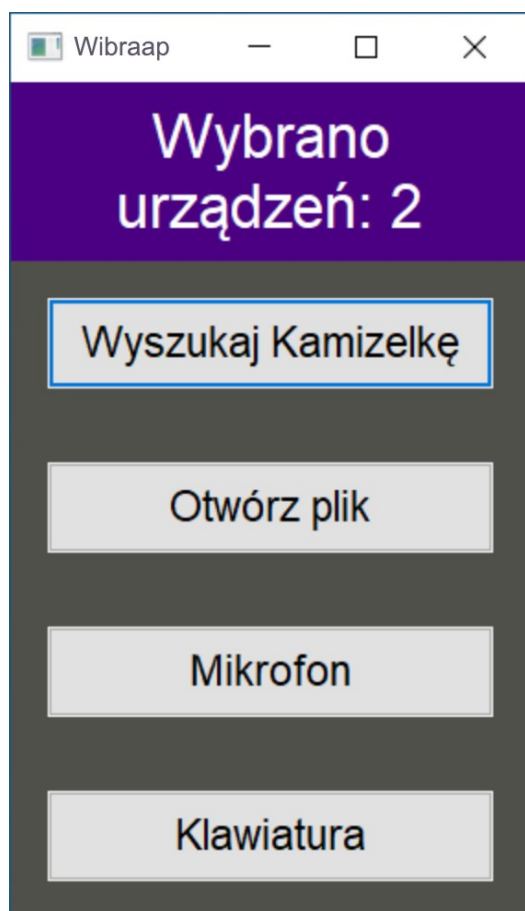 Wibraap
Wybrano
urządzeń: 2
Wyszukaj Kamizelkę
Otwórz plik
Mikrofon
Klawiatura